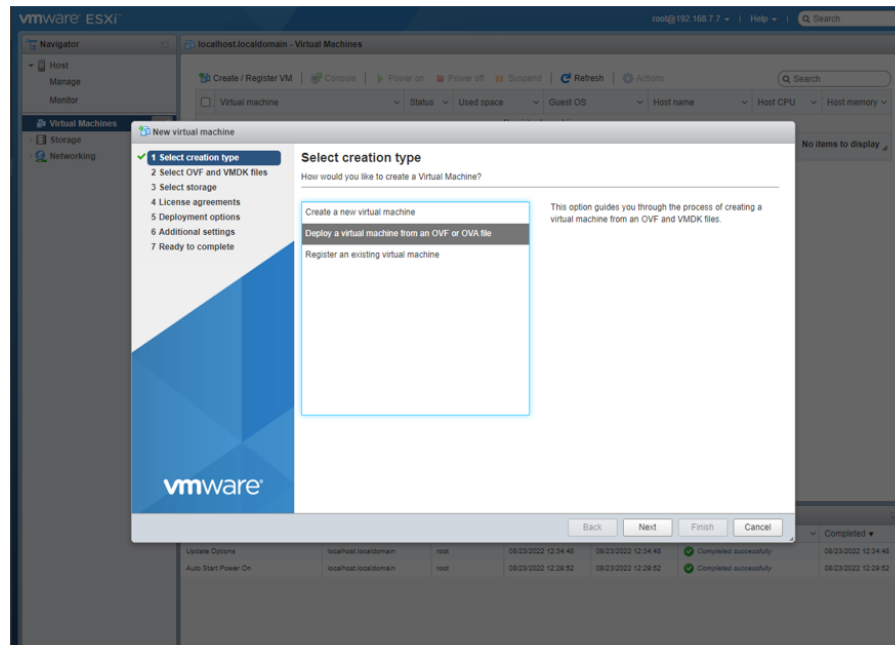 vmware ESXi™
root@192.168.7.7
Help
Search
Navigator
localhost.localdomain - Virtual Machines
Host
Manage
Monitor
Virtual Machines
Storage
Networking
Create / Register VM
Console
Power on
Power off
Suspend
Refresh
Actions
Search
Virtual machine
Status
Used space
Guest OS
Host name
Host CPU
Host memory
No items to display
New virtual machine
1 Select creation type
2 Select OVF and VMDK files
3 Select storage
4 License agreements
5 Deployment options
6 Additional settings
7 Ready to complete
Select creation type
How would you like to create a Virtual Machine?
Create a new virtual machine
Deploy a virtual machine from an OVF or OVA file
Register an existing virtual machine
This option guides you through the process of creating a
virtual machine from an OVF and VMDK files.
vmware®
Back
Next
Finish
Cancel
Completed
Update Options
localhost.localdomain
root
08/23/2022 12:34:48
08/23/2022 12:34:48
Completed successfully
08/23/2022 12:34:48
Auto Start Power On
localhost.localdomain
root
08/23/2022 12:29:52
08/23/2022 12:29:52
Completed successfully
08/23/2022 12:29:52